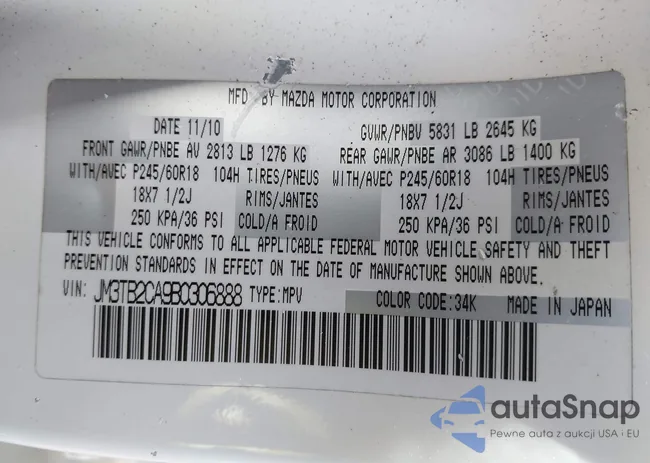 MFD BY MAZDA MOTOR CORPORATION
DATE 11/10 GVWR/PNBV 5831 LB 2645 KG
FRONT GAWR/PNBE AV 2813 LB 1276 KG REAR GAWR/PNBE AR 3086 LB 1400 KG
WITH/AVEC P245/60R18 104H TIRES/PNEUS WITH/AVEC P245/60R18 104H TIRES/PNEUS
18X7 1/2J RIMS/JANTES 18X7 1/2J RIMS/JANTES
250 KPA/36 PSI COLD/A FROID 250 KPA/36 PSI COLD/A FROID
THIS VEHICLE CONFORMS TO ALL APPLICABLE FEDERAL MOTOR VEHICLE SAFETY AND THEFT
PREVENTION STANDARDS IN EFFECT ON THE DATE OF MANUFACTURE SHOWN ABOVE.
VIN: JM3TB2CA9B0306888 TYPE:MPV COLOR CODE:34K MADE IN JAPAN
autaSnap
Pewne auta z aukcji USA i EU